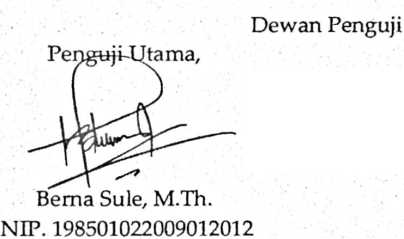 Dewan Penguji
Penguji Utama,
Berna Sule, M.Th.
NIP. 198501022009012012